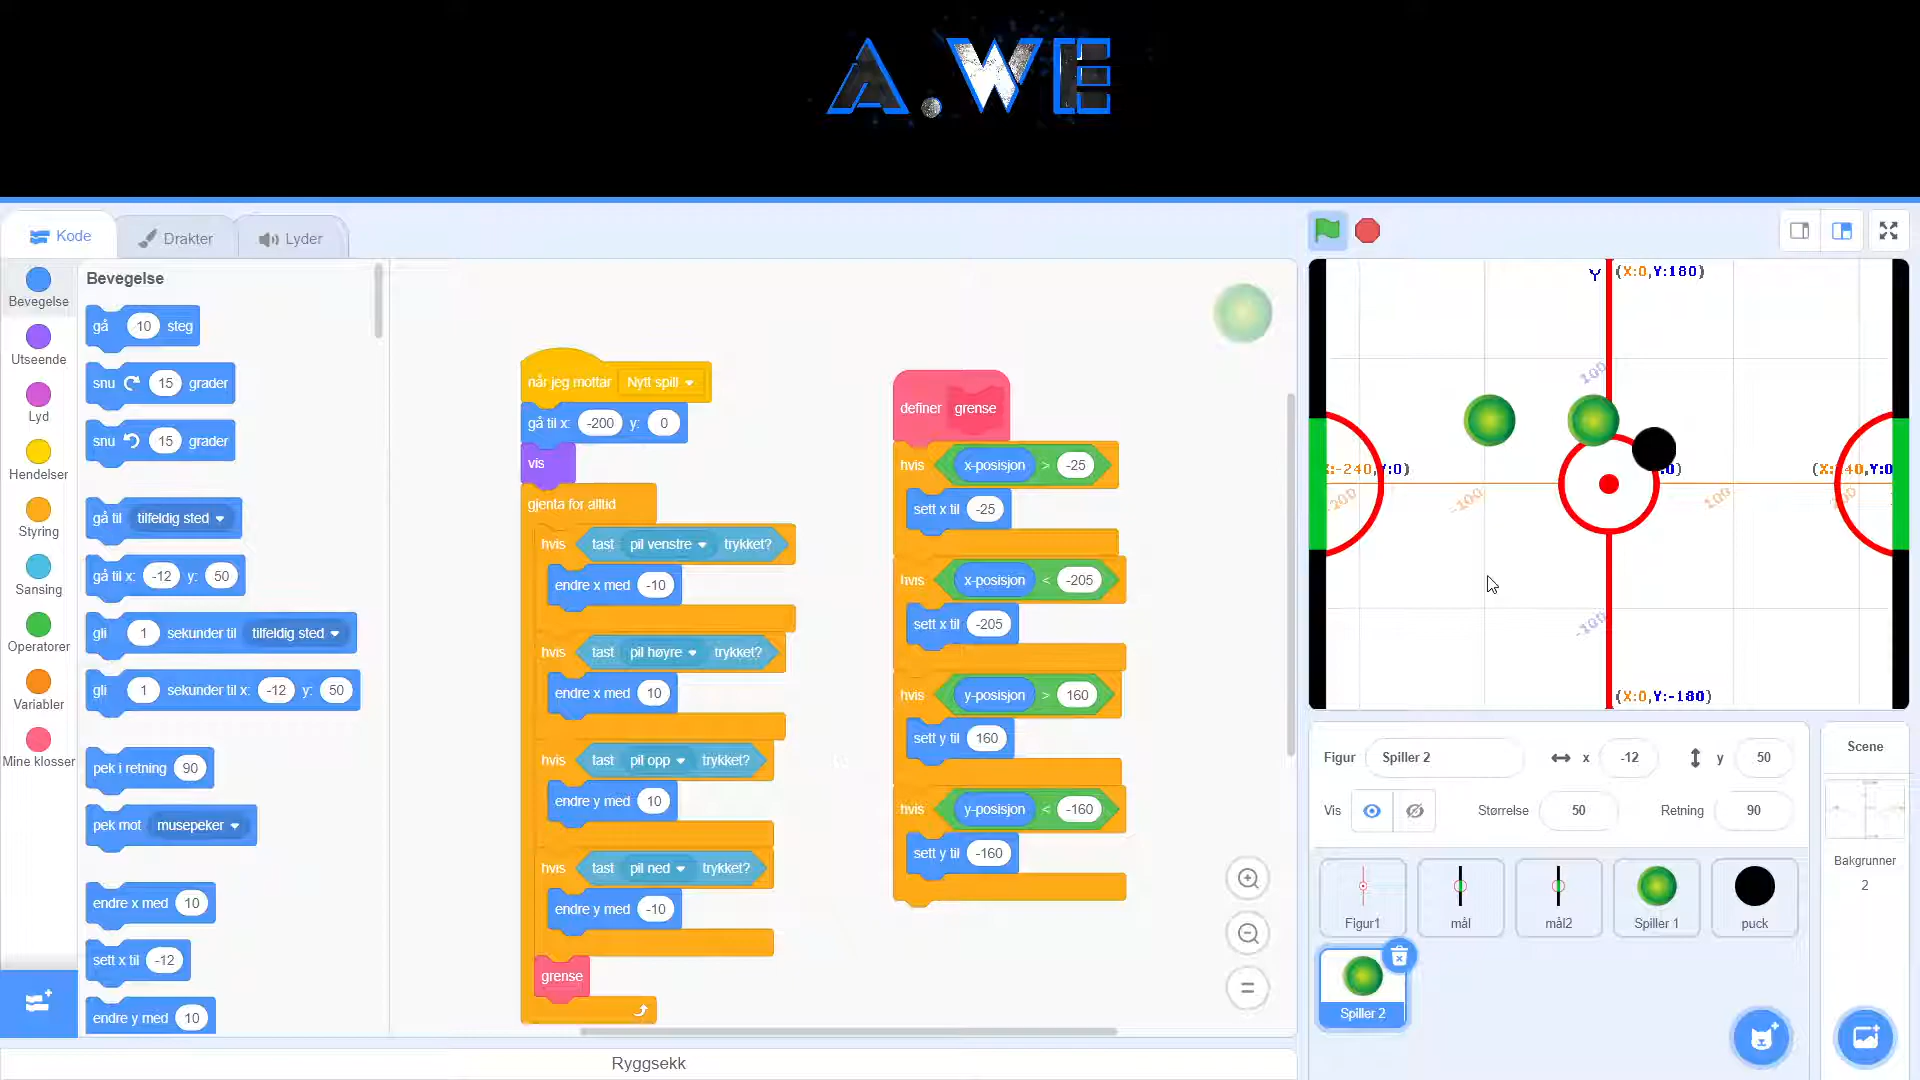 A.WE
Kode
Drakter
Lyder
Bevegelse
Utseende
Lyd
Hendelser
Styring
Sansing
Operatorer
Variabler
Mine klosser
Bevegelse
gå 10 steg
snu 15 grader
snu 15 grader
gå til tilfeldig sted
gå til x: -12 y: 50
gli 1 sekunder til tilfeldig sted
gli 1 sekunder til x: -12 y: 50
pek i retning 90
pek mot musepeker
endre x med 10
sett x til -12
endre y med 10
når jeg mottar Nytt spill
gå til x: -200 y: 0
vis
gjenta for alltid
hvis tast pil venstre trykket?
endre x med -10
hvis tast pil høyre trykket?
endre x med 10
hvis tast pil opp trykket?
endre y med 10
hvis tast pil ned trykket?
endre y med -10
grense
definer grense
hvis x-posisjon > -25
sett x til -25
hvis x-posisjon < -205
sett x til -205
hvis y-posisjon > 160
sett y til 160
hvis y-posisjon < -160
sett y til -160
Ryggsekk
Y (X:0,Y:180)
100
:-240,Y:0)
-100
100
-100
(X:0,Y:-180)
Figur Spiller 2 x -12 y 50
Vis Størrelse 50 Retning 90
Figur1
mål
mål2
Spiller 1
puck
Spiller 2
Scene
Bakgrunner
2